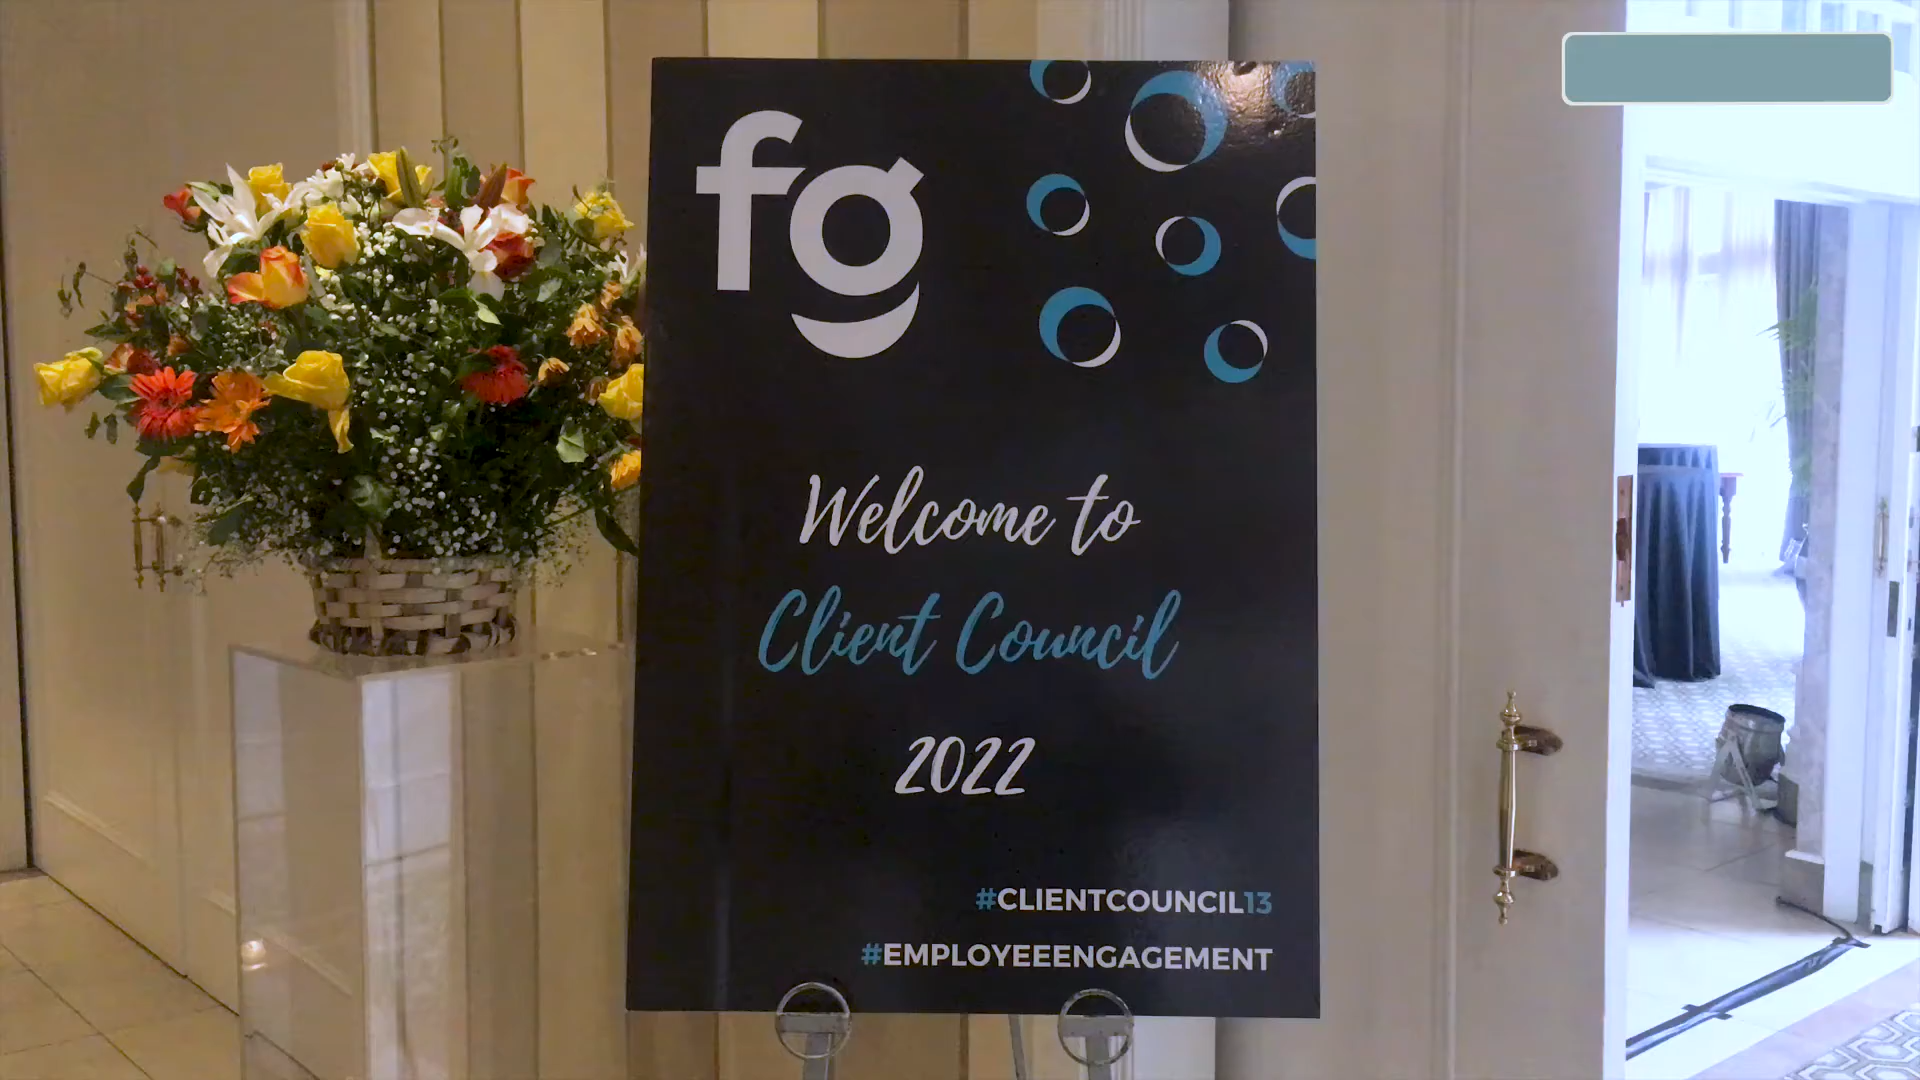 fg
Welcome to
Client Council
2022
#CLIENTCOUNCIL13
#EMPLOYEEENGAGEMENT